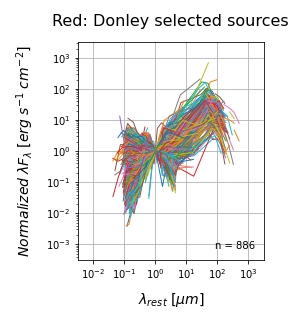 Red: Donley selected sources
Normalized λF_λ [erg s⁻¹ cm⁻²]
10³
10²
10¹
10⁰
10⁻¹
10⁻²
10⁻³
n = 886
10⁻² 10⁻¹ 10⁰ 10¹ 10² 10³
λ_rest [μm]